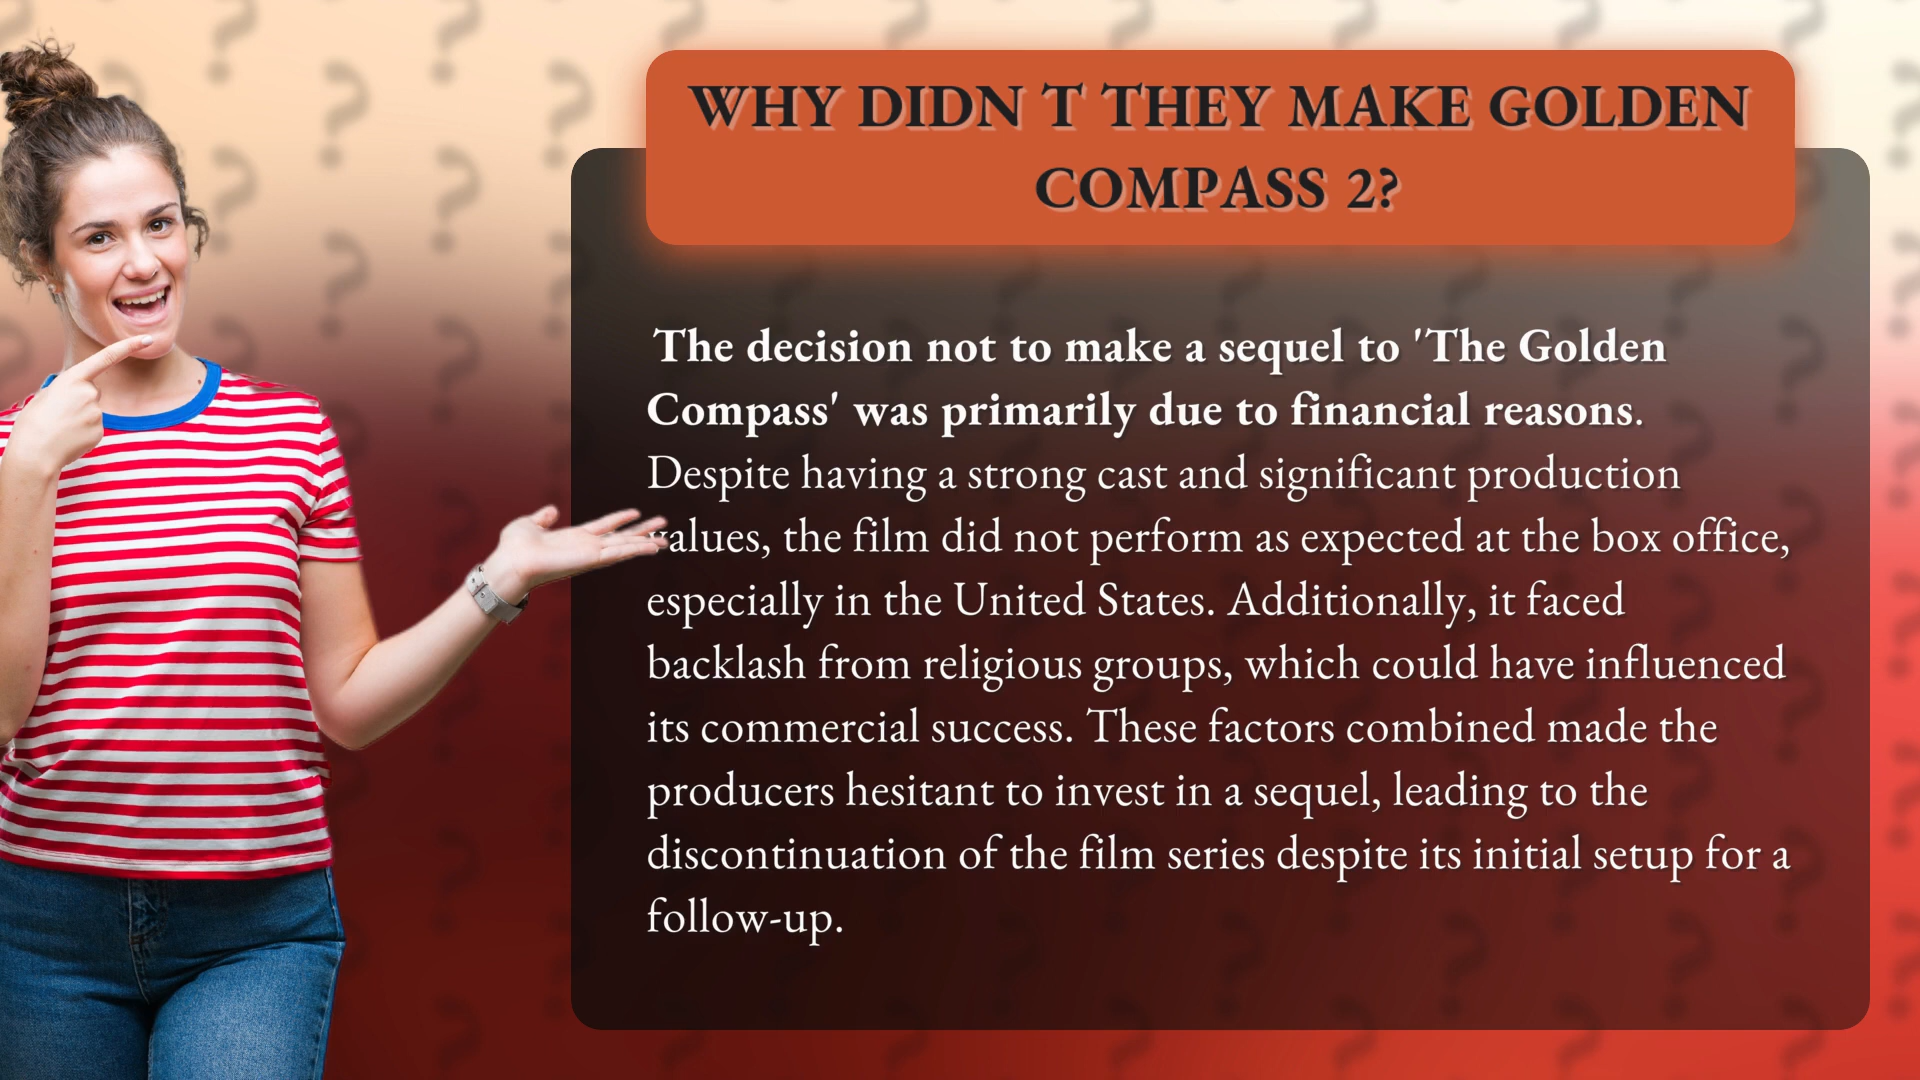 WHY DIDN T THEY MAKE GOLDEN
COMPASS 2?
The decision not to make a sequel to 'The Golden
Compass' was primarily due to financial reasons.
Despite having a strong cast and significant production
values, the film did not perform as expected at the box office,
especially in the United States. Additionally, it faced
backlash from religious groups, which could have influenced
its commercial success. These factors combined made the
producers hesitant to invest in a sequel, leading to the
discontinuation of the film series despite its initial setup for a
follow-up.